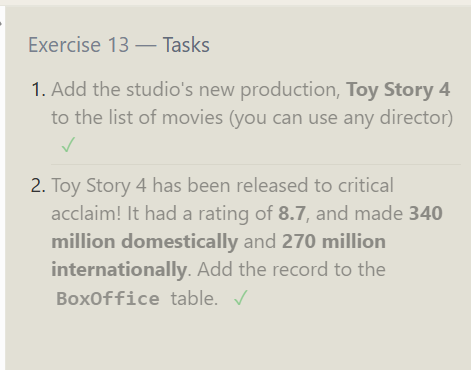 Exercise 13 — Tasks
1. Add the studio's new production, Toy Story 4
to the list of movies (you can use any director)
✓
2. Toy Story 4 has been released to critical
acclaim! It had a rating of 8.7, and made 340
million domestically and 270 million
internationally. Add the record to the
BoxOffice table. ✓